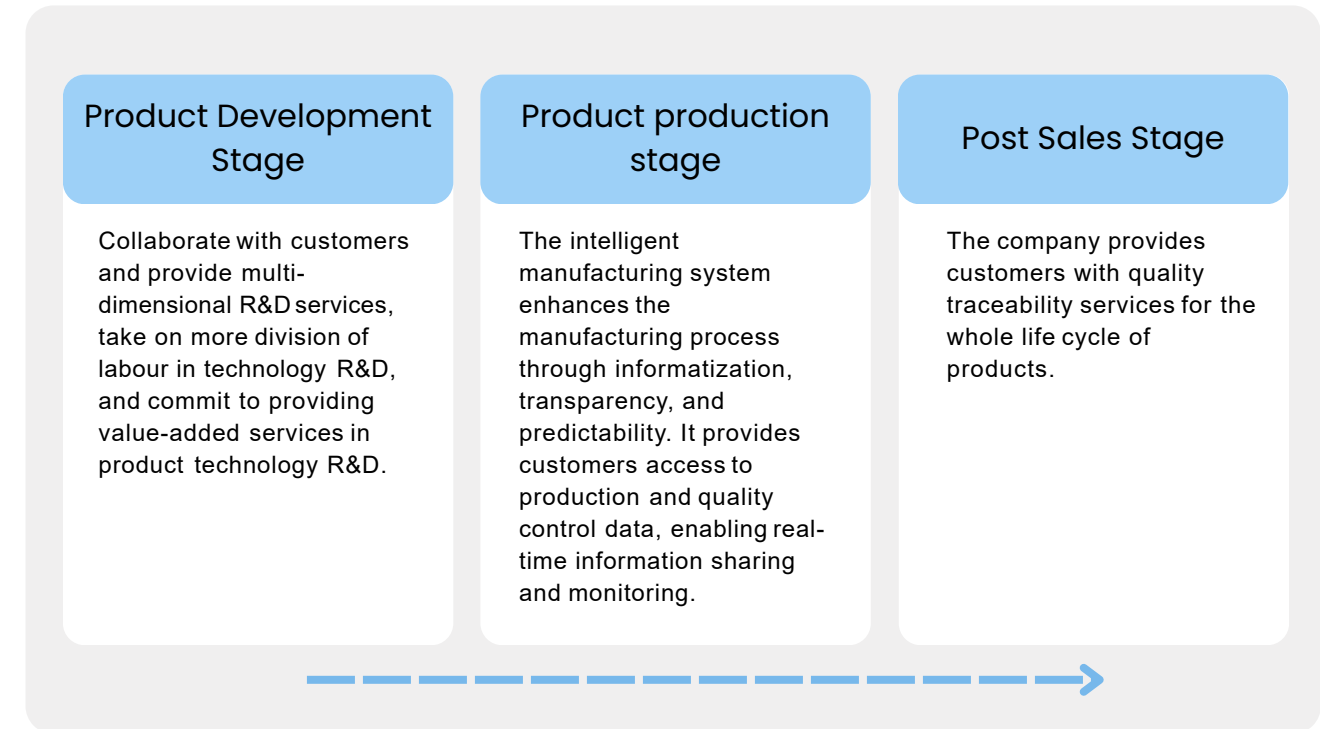 Product Development
Stage
Collaborate with customers
and provide multi-
dimensional R&D services,
take on more division of
labour in technology R&D,
and commit to providing
value-added services in
product technology R&D.
Product production
stage
The intelligent
manufacturing system
enhances the
manufacturing process
through informatization,
transparency, and
predictability. It provides
customers access to
production and quality
control data, enabling real-
time information sharing
and monitoring.
Post Sales Stage
The company provides
customers with quality
traceability services for the
whole life cycle of
products.